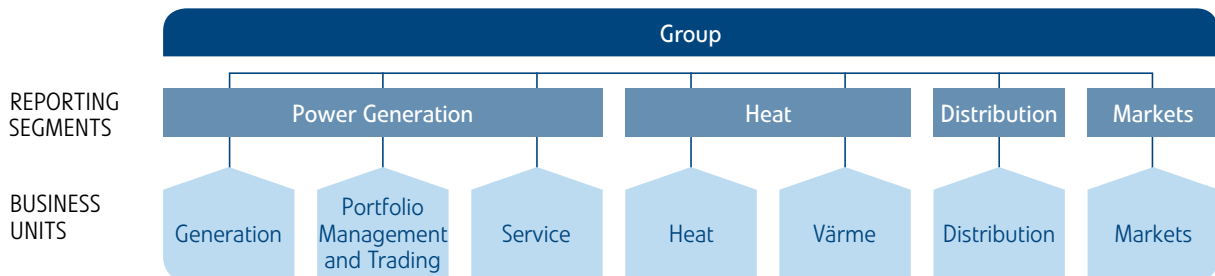 Group
REPORTING
SEGMENTS
Power Generation
Heat
Distribution
Markets
BUSINESS
UNITS
Generation
Portfolio
Management
and Trading
Service
Heat
Värme
Distribution
Markets